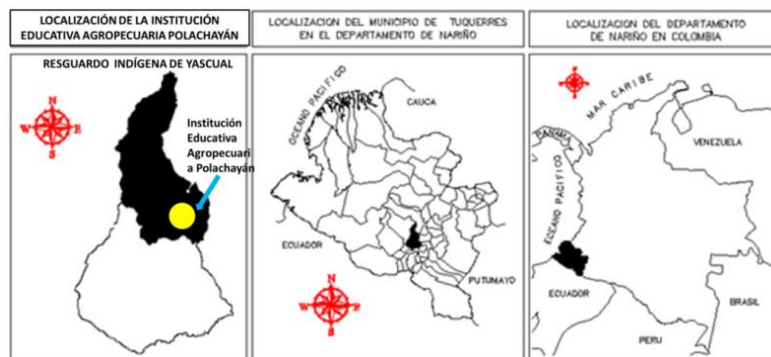 LOCALIZACIÓN DE LA INSTITUCIÓN
EDUCATIVA AGROPECUARIA POLACHAYÁN
RESGUARDO INDÍGENA DE YASCUAL
N
W E
S
Institución
Educativa
Agropecuari
a Polachayán
LOCALIZACION DEL MUNICIPIO DE TUQUERRES
EN EL DEPARTAMENTO DE NARIÑO
OCEANO PACIFICO
CAUCA
ECUADOR
PUTUMAYO
N
W E
S
LOCALIZACION DEL DEPARTAMENTO
DE NARIÑO EN COLOMBIA
MAR CARIBE
PANAMA
VENEZUELA
OCEANO PACIFICO
ECUADOR
PERU
BRASIL